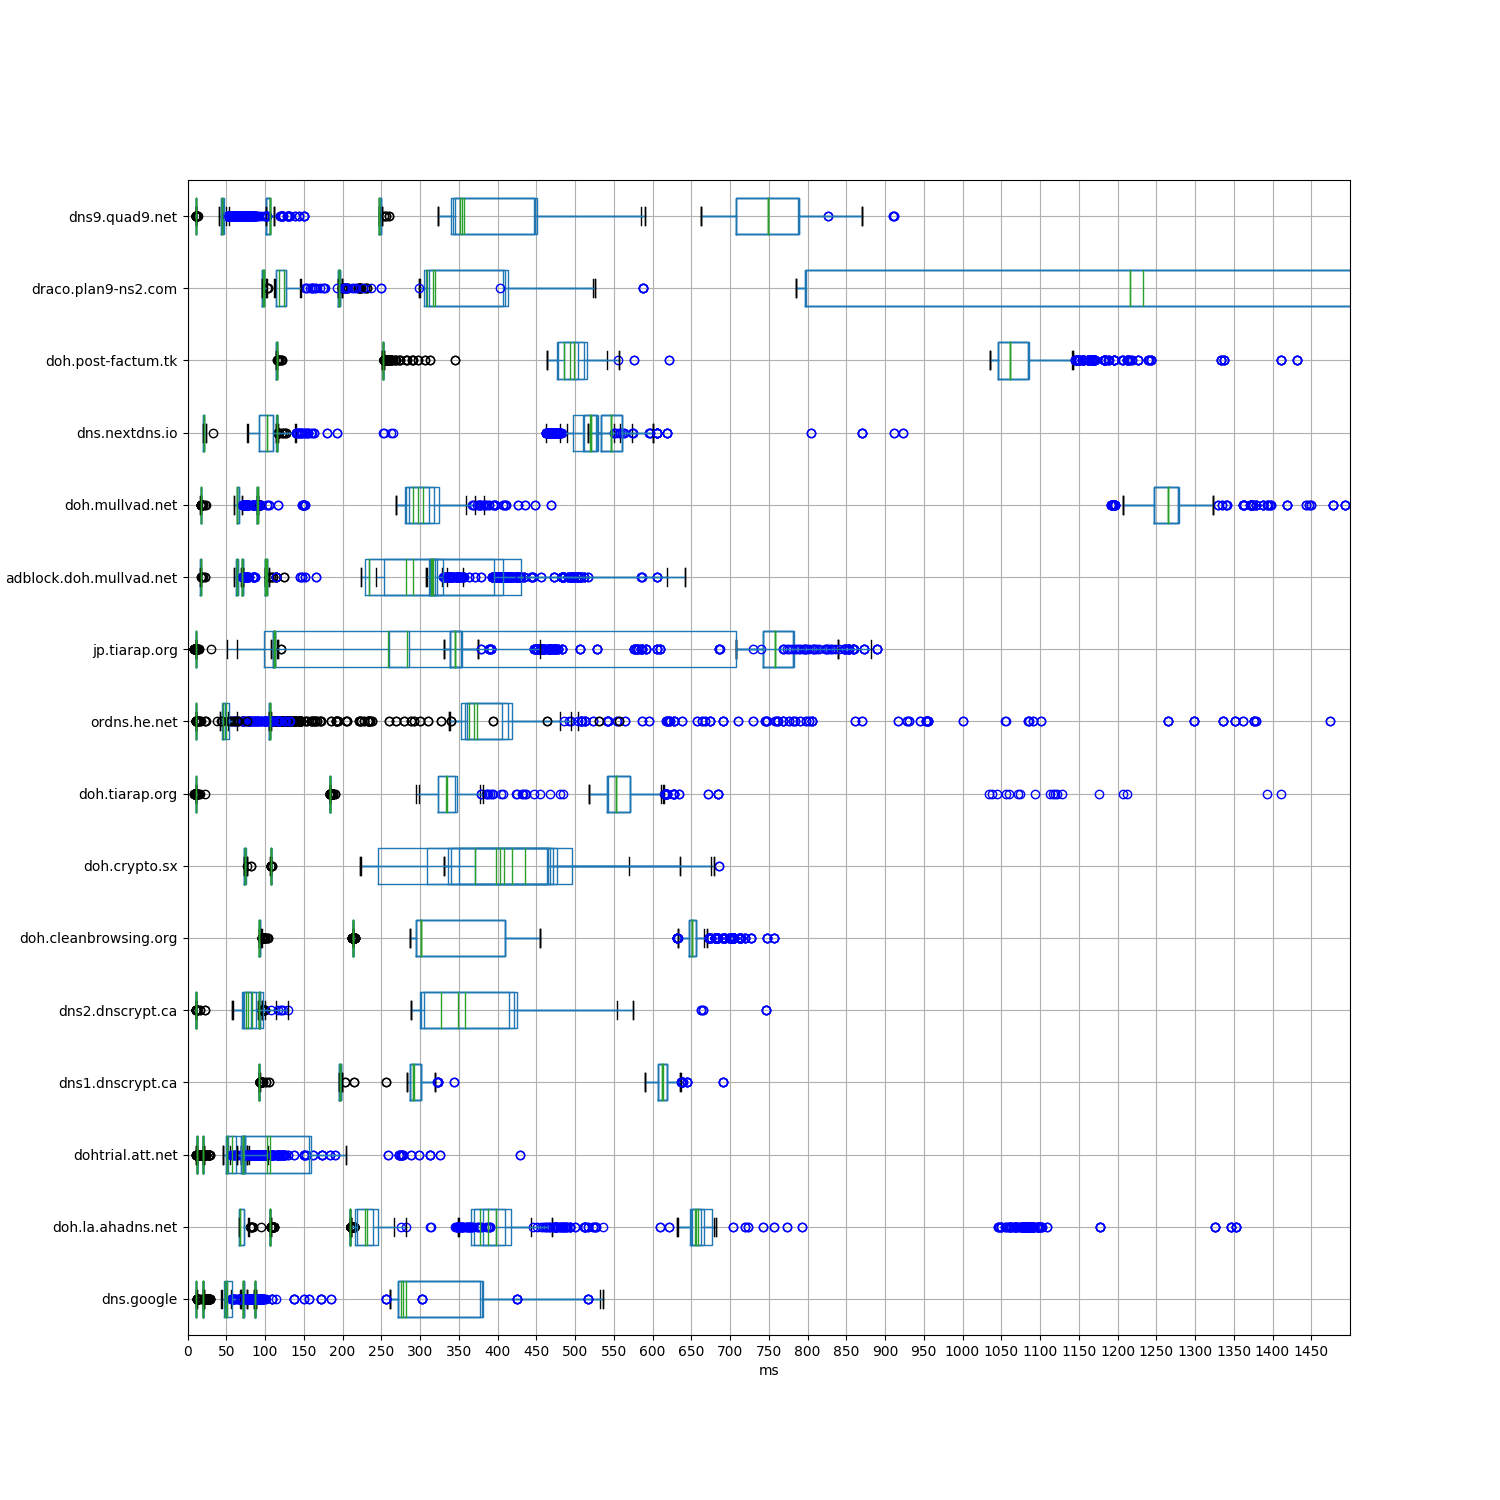 dns9.quad9.net
draco.plan9-ns2.com
doh.post-factum.tk
dns.nextdns.io
doh.mullvad.net
adblock.doh.mullvad.net
jp.tiarap.org
ordns.he.net
doh.tiarap.org
doh.crypto.sx
doh.cleanbrowsing.org
dns2.dnscrypt.ca
dns1.dnscrypt.ca
dohtrial.att.net
doh.la.ahadns.net
dns.google
0 50 100 150 200 250 300 350 400 450 500 550 600 650 700 750 800 850 900 950 1000 1050 1100 1150 1200 1250 1300 1350 1400 1450
ms